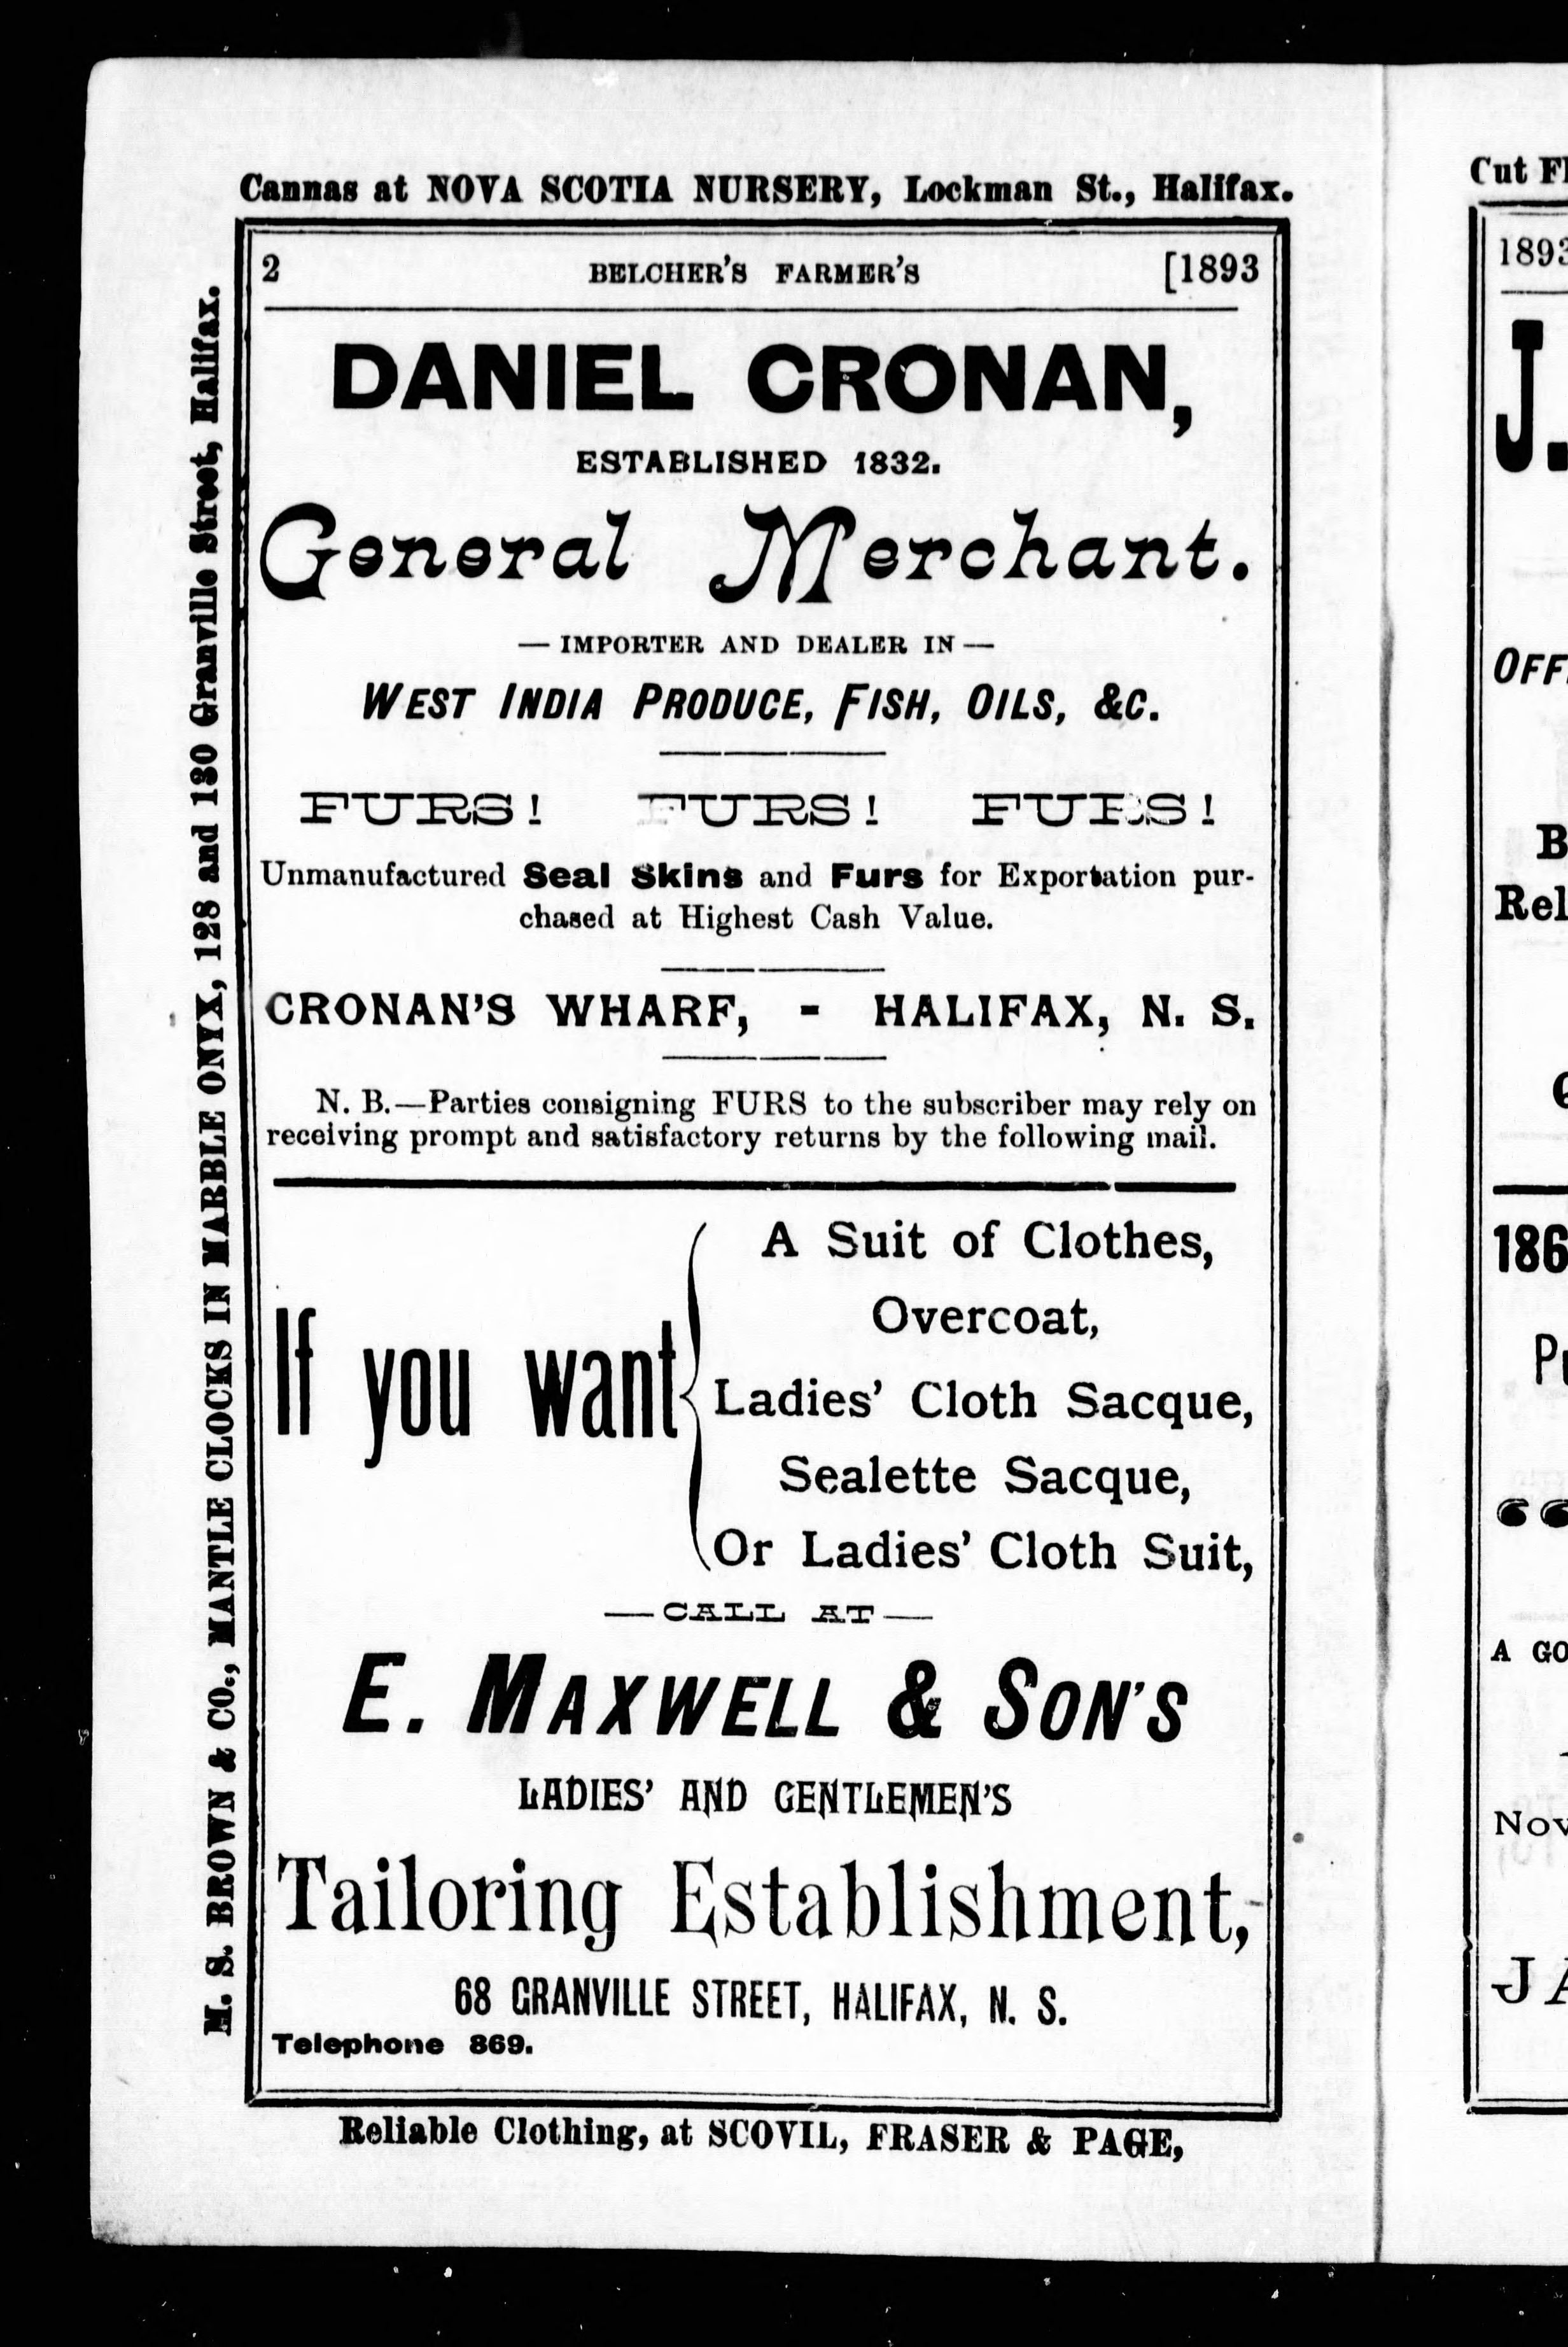 Cannas at NOVA SCOTIA NURSERY, Lockman St., Halifax.
2 BELCHER'S FARMER'S [1893
DANIEL CRONAN,
ESTABLISHED 1832.
General Merchant.
— IMPORTER AND DEALER IN —
WEST INDIA PRODUCE, FISH, OILS, &C.
FURS! FURS! FURS!
Unmanufactured Seal Skins and Furs for Exportation pur-
chased at Highest Cash Value.
CRONAN'S WHARF, - HALIFAX, N. S.
N. B.—Parties consigning FURS to the subscriber may rely on
receiving prompt and satisfactory returns by the following mail.
If you want
A Suit of Clothes,
Overcoat,
Ladies' Cloth Sacque,
Sealette Sacque,
Or Ladies' Cloth Suit,
— CALL AT —
E. MAXWELL & SON'S
LADIES' AND GENTLEMEN'S
Tailoring Establishment,
68 GRANVILLE STREET, HALIFAX, N. S.
Telephone 869.
Reliable Clothing, at SCOVIL, FRASER & PAGE,
M. S. BROWN & CO., MANTLE CLOCKS IN MARBLE ONYX, 128 and 130 Granville Street, Halifax.
Cut
1893
J.
B
186
A
JA